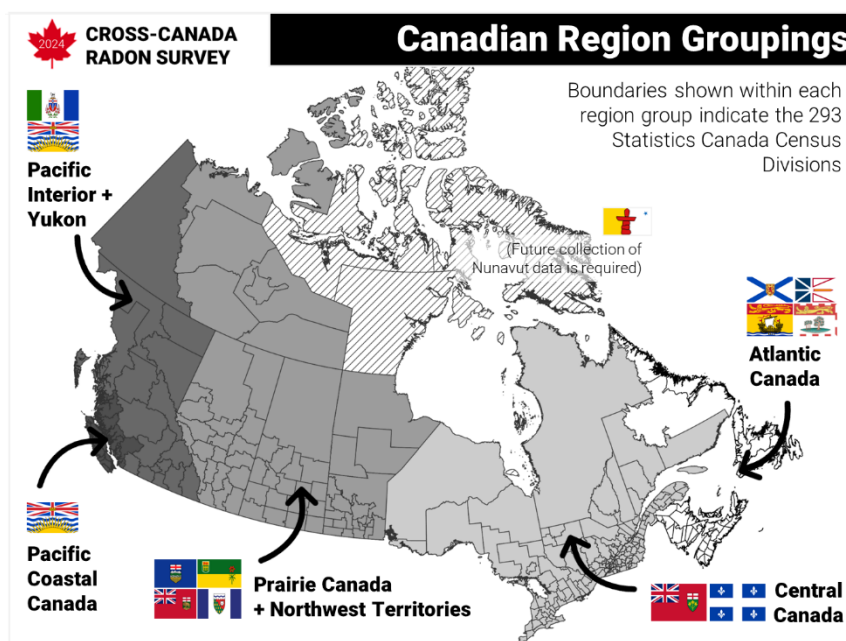 2024
CROSS-CANADA
RADON SURVEY
Canadian Region Groupings
Boundaries shown within each
region group indicate the 293
Statistics Canada Census
Divisions
Pacific
Interior +
Yukon
(Future collection of
Nunavut data is required)
Atlantic
Canada
Pacific
Coastal
Canada
Prairie Canada
+ Northwest Territories
Central
Canada